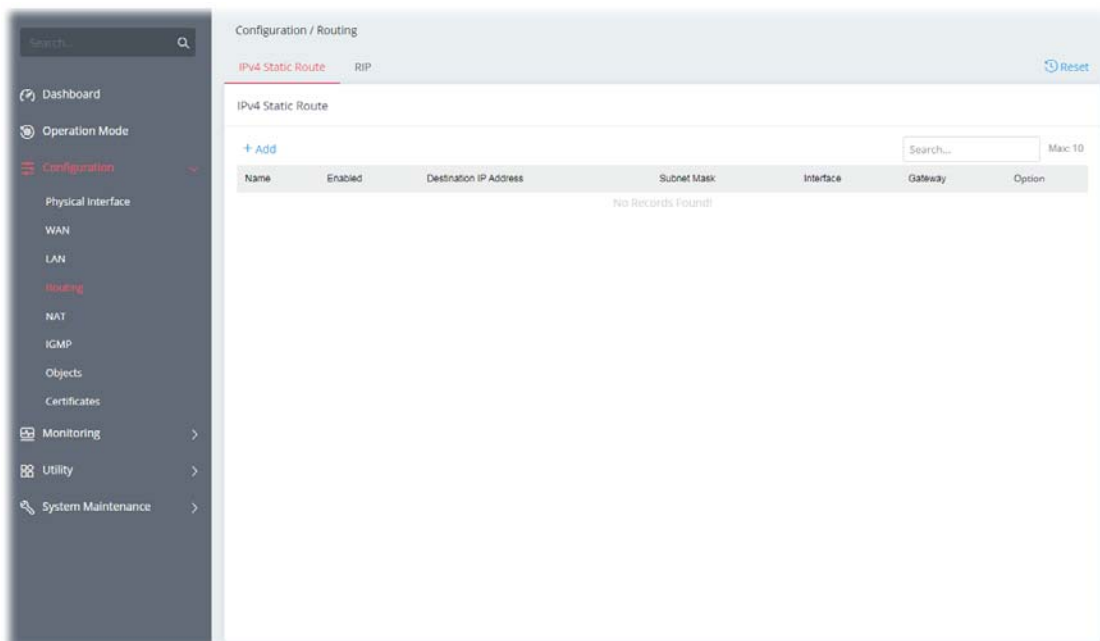 Search...
Dashboard
Operation Mode
Configuration
Physical Interface
WAN
LAN
Routing
NAT
IGMP
Objects
Certificates
Monitoring
Utility
System Maintenance
Configuration / Routing
IPv4 Static Route RIP Reset
IPv4 Static Route
+ Add Search... Max: 10
Name Enabled Destination IP Address Subnet Mask Interface Gateway Option
No Records Found!